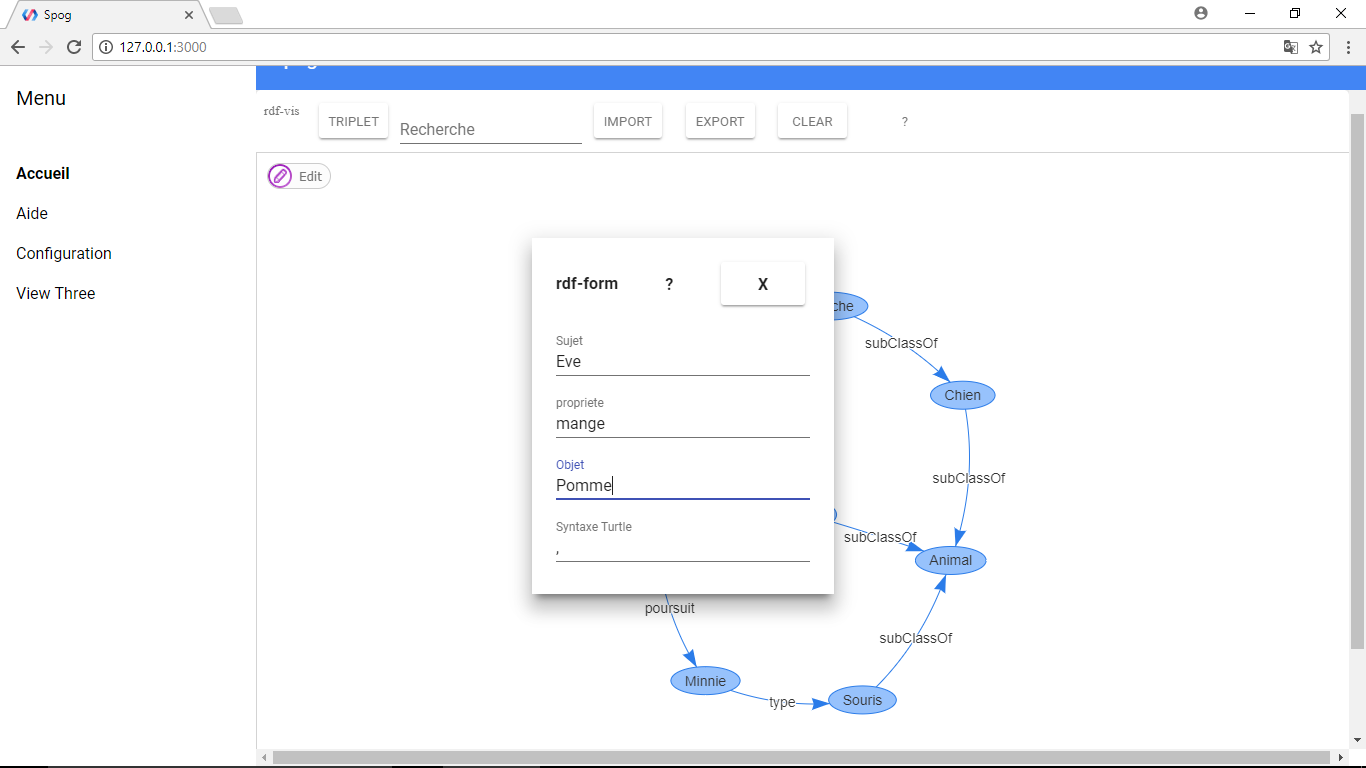 Spog
127.0.0.1:3000
Menu
rdf-vis
TRIPLET
Recherche
IMPORT
EXPORT
CLEAR
?
Accueil
Aide
Configuration
View Three
Edit
rdf-form
?
X
Sujet
Eve
propriete
mange
Objet
Pomme
Syntaxe Turtle
,
che
subClassOf
Chien
subClassOf
subClassOf
Animal
poursuit
subClassOf
Minnie
type
Souris